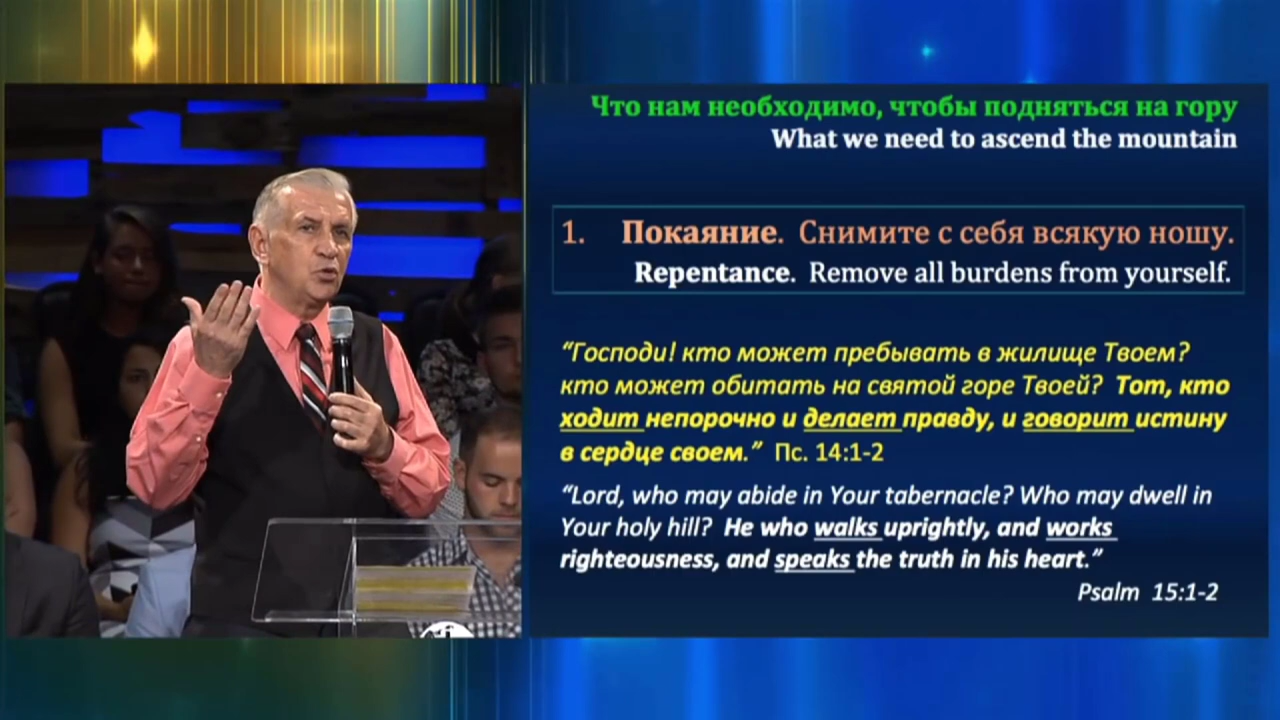 Что нам необходимо, чтобы подняться на гору
What we need to ascend the mountain
1. Покаяние. Снимите с себя всякую ношу.
Repentance. Remove all burdens from yourself.
“Господи! кто может пребывать в жилище Твоем?
кто может обитать на святой горе Твоей? Тот, кто
ходит непорочно и делает правду, и говорит истину
в сердце своем.” Пс. 14:1-2
“Lord, who may abide in Your tabernacle? Who may dwell in
Your holy hill? He who walks uprightly, and works
righteousness, and speaks the truth in his heart.”
Psalm 15:1-2